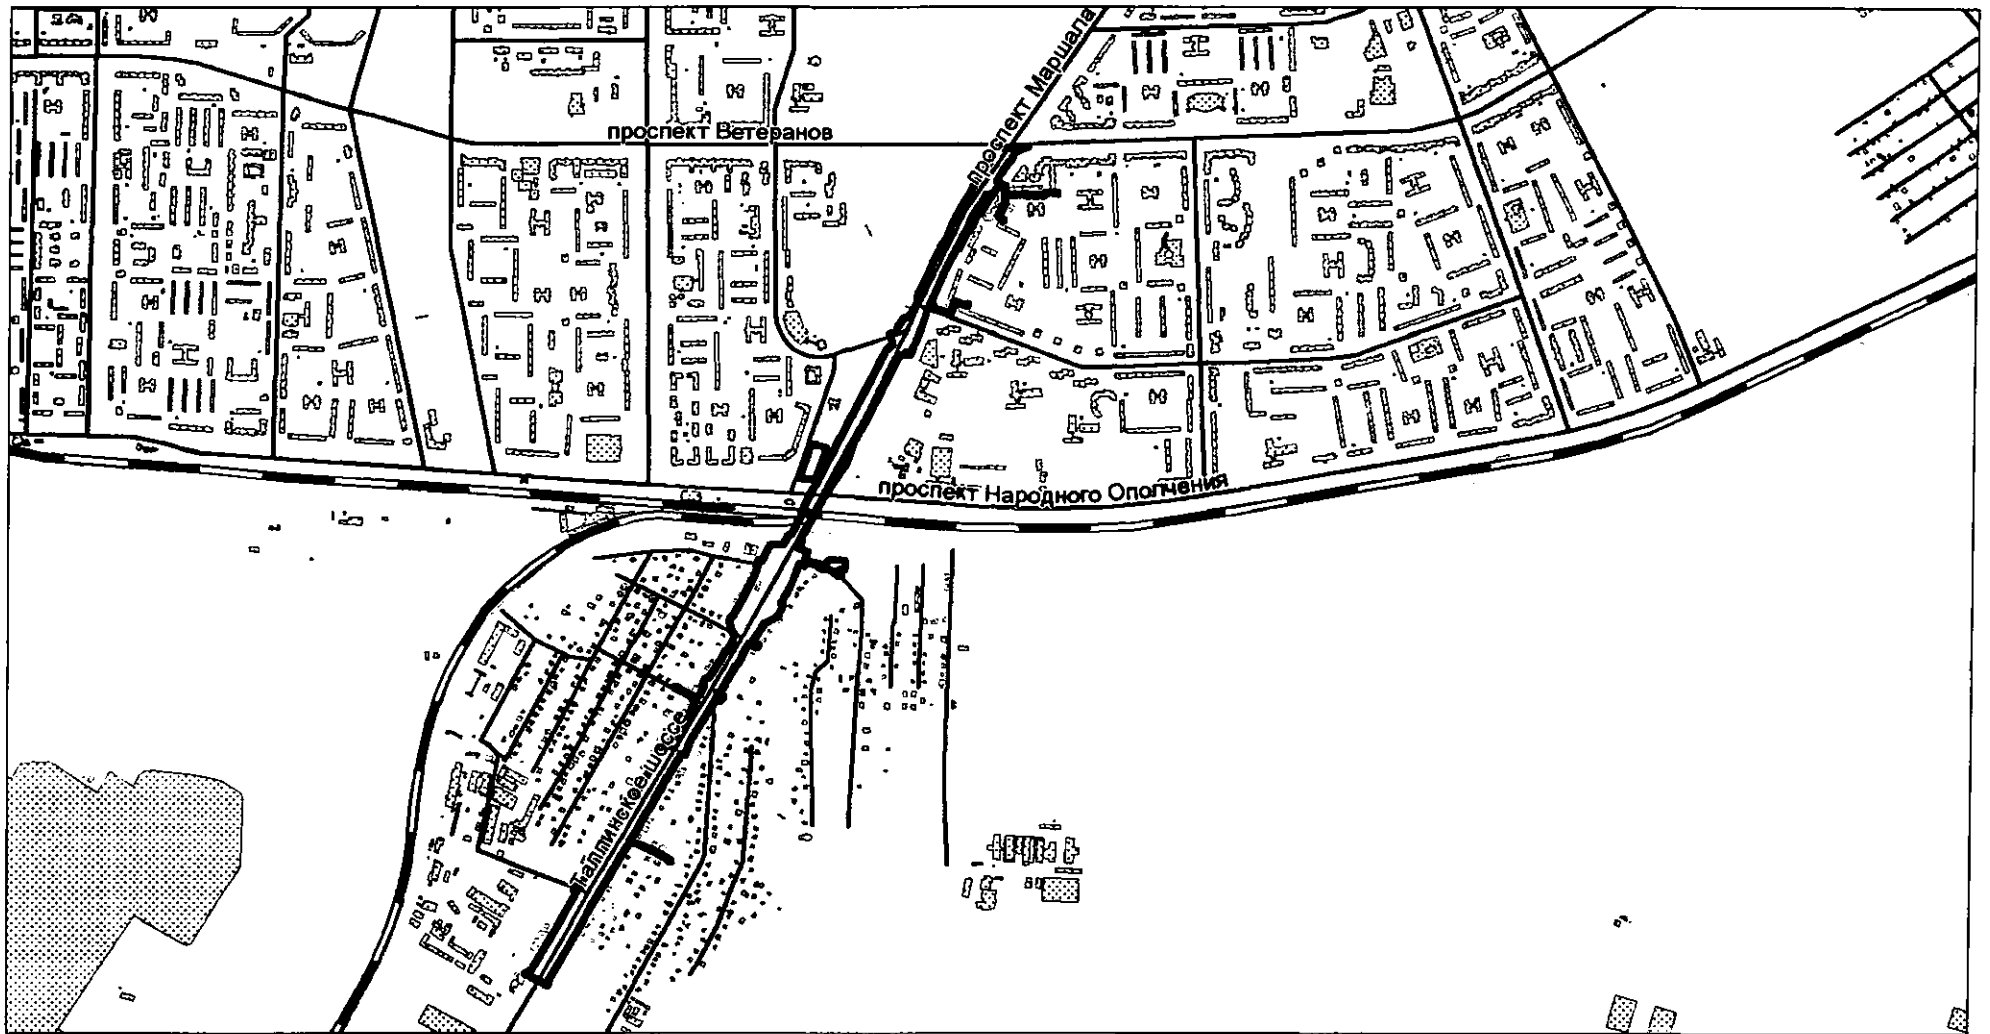 проспект Маршала
проспект Ветеранов
проспект Народного Ополчения
Таллинское шоссе